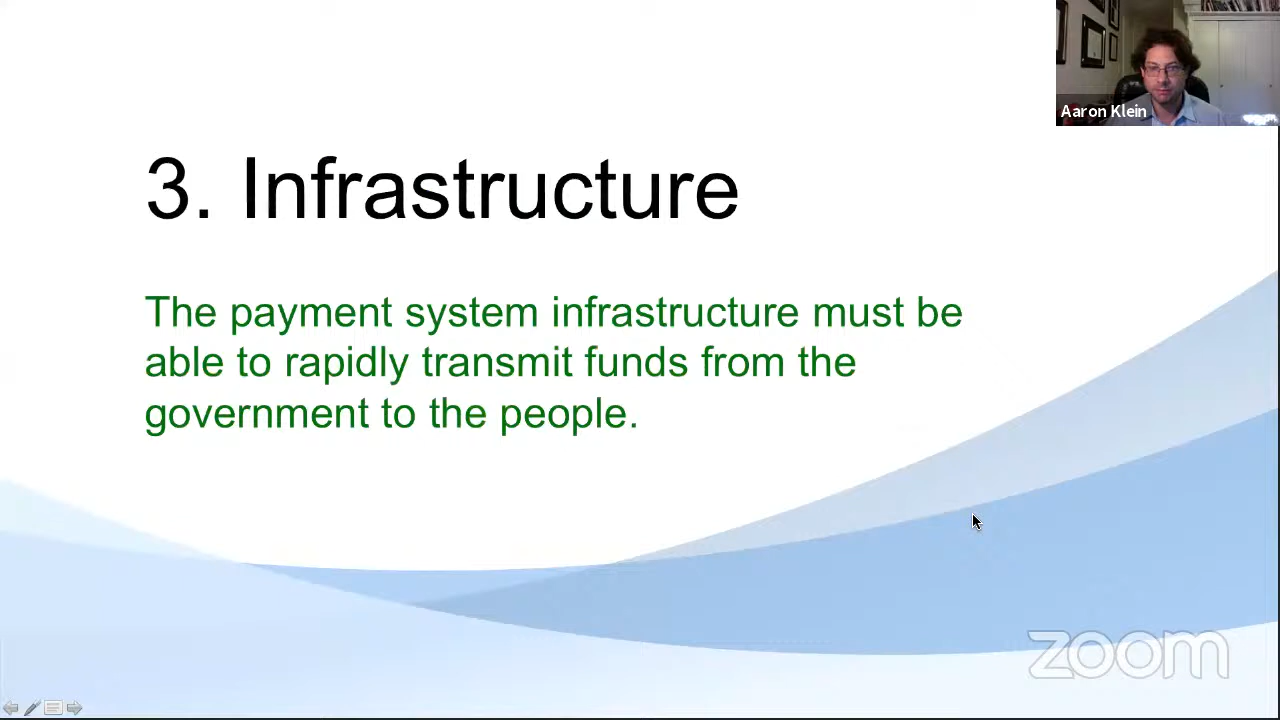 Aaron Klein
3. Infrastructure
The payment system infrastructure must be
able to rapidly transmit funds from the
government to the people.
zoom